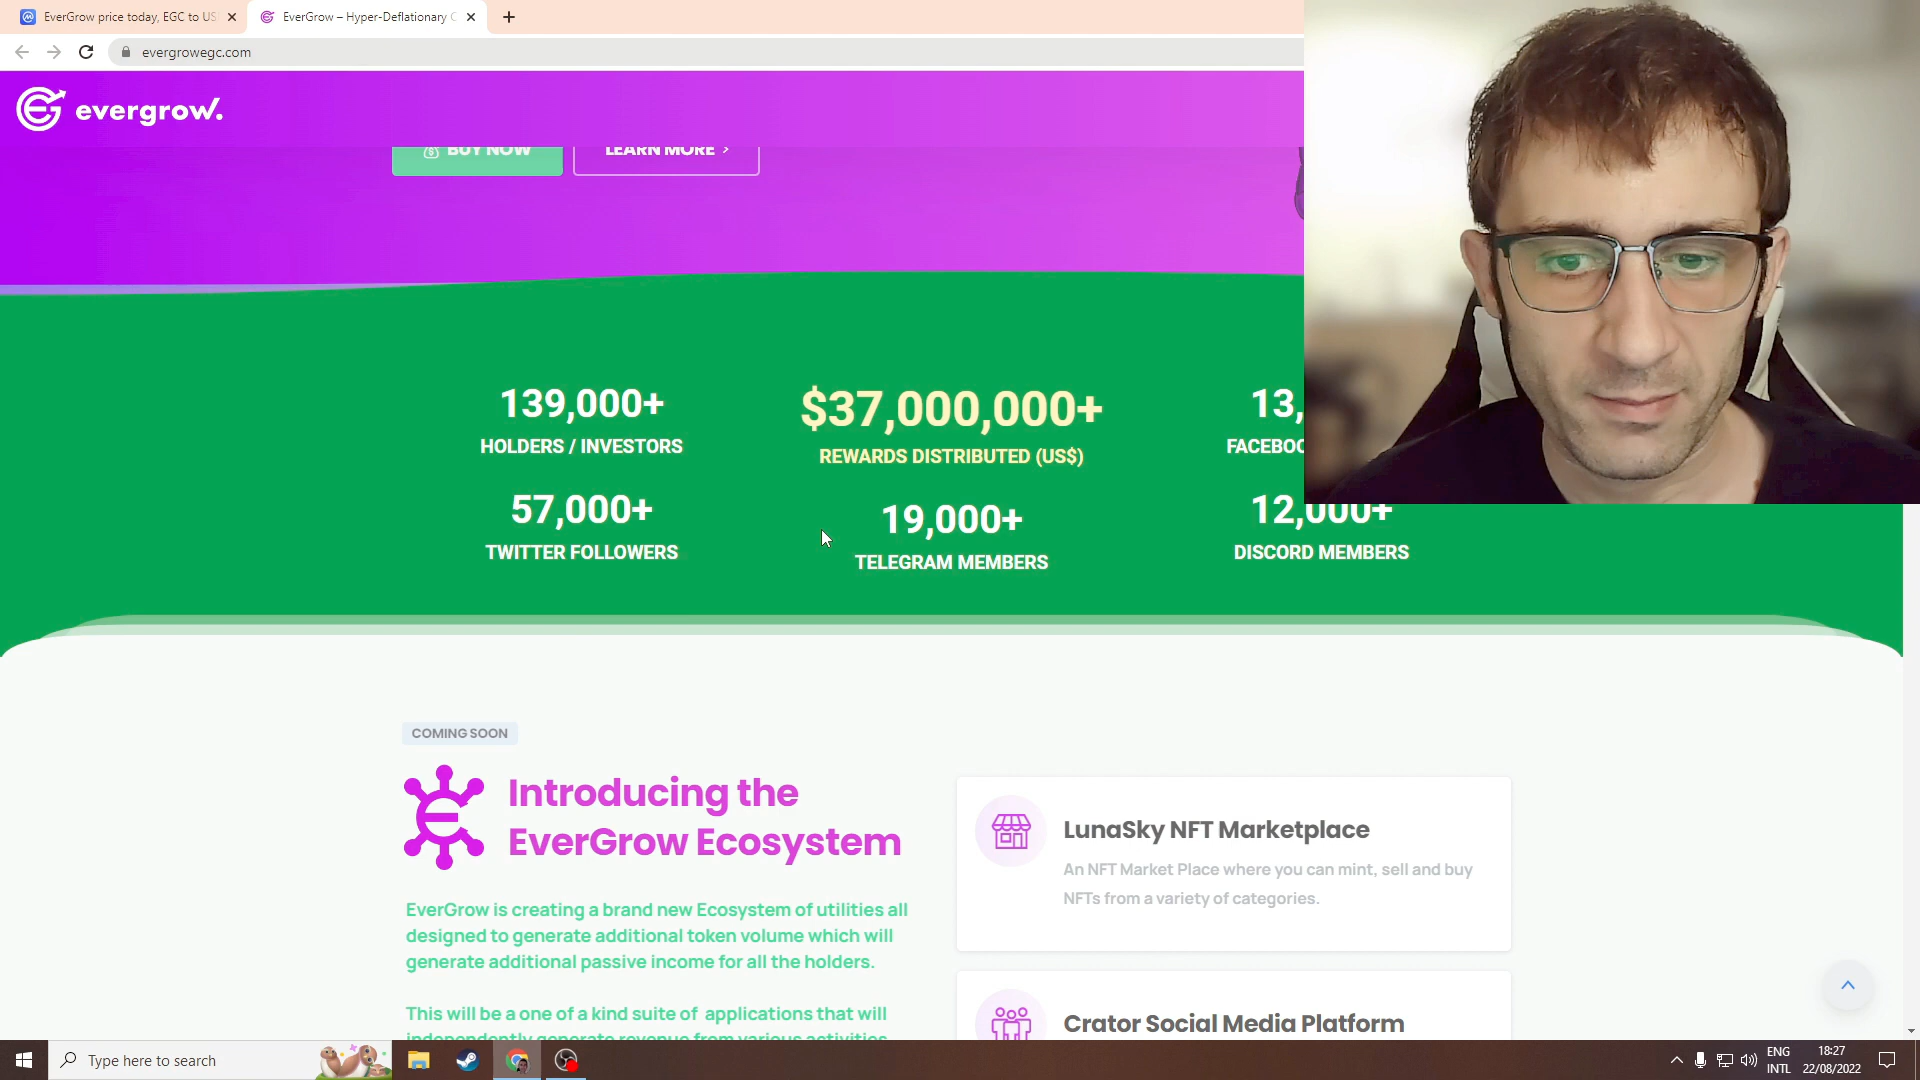 EverGrow price today, EGC to US
EverGrow – Hyper-Deflationary C
evergrowegc.com
evergrow.
BUY NOW
LEARN MORE >
139,000+
HOLDERS / INVESTORS
$37,000,000+
REWARDS DISTRIBUTED (US$)
13,
FACEBOO
57,000+
TWITTER FOLLOWERS
19,000+
TELEGRAM MEMBERS
12,000+
DISCORD MEMBERS
COMING SOON
Introducing the
EverGrow Ecosystem
EverGrow is creating a brand new Ecosystem of utilities all
designed to generate additional token volume which will
generate additional passive income for all the holders.
This will be a one of a kind suite of applications that will
independently generate revenue from various activities
LunaSky NFT Marketplace
An NFT Market Place where you can mint, sell and buy
NFTs from a variety of categories.
Crator Social Media Platform
Type here to search
ENG
INTL
18:27
22/08/2022